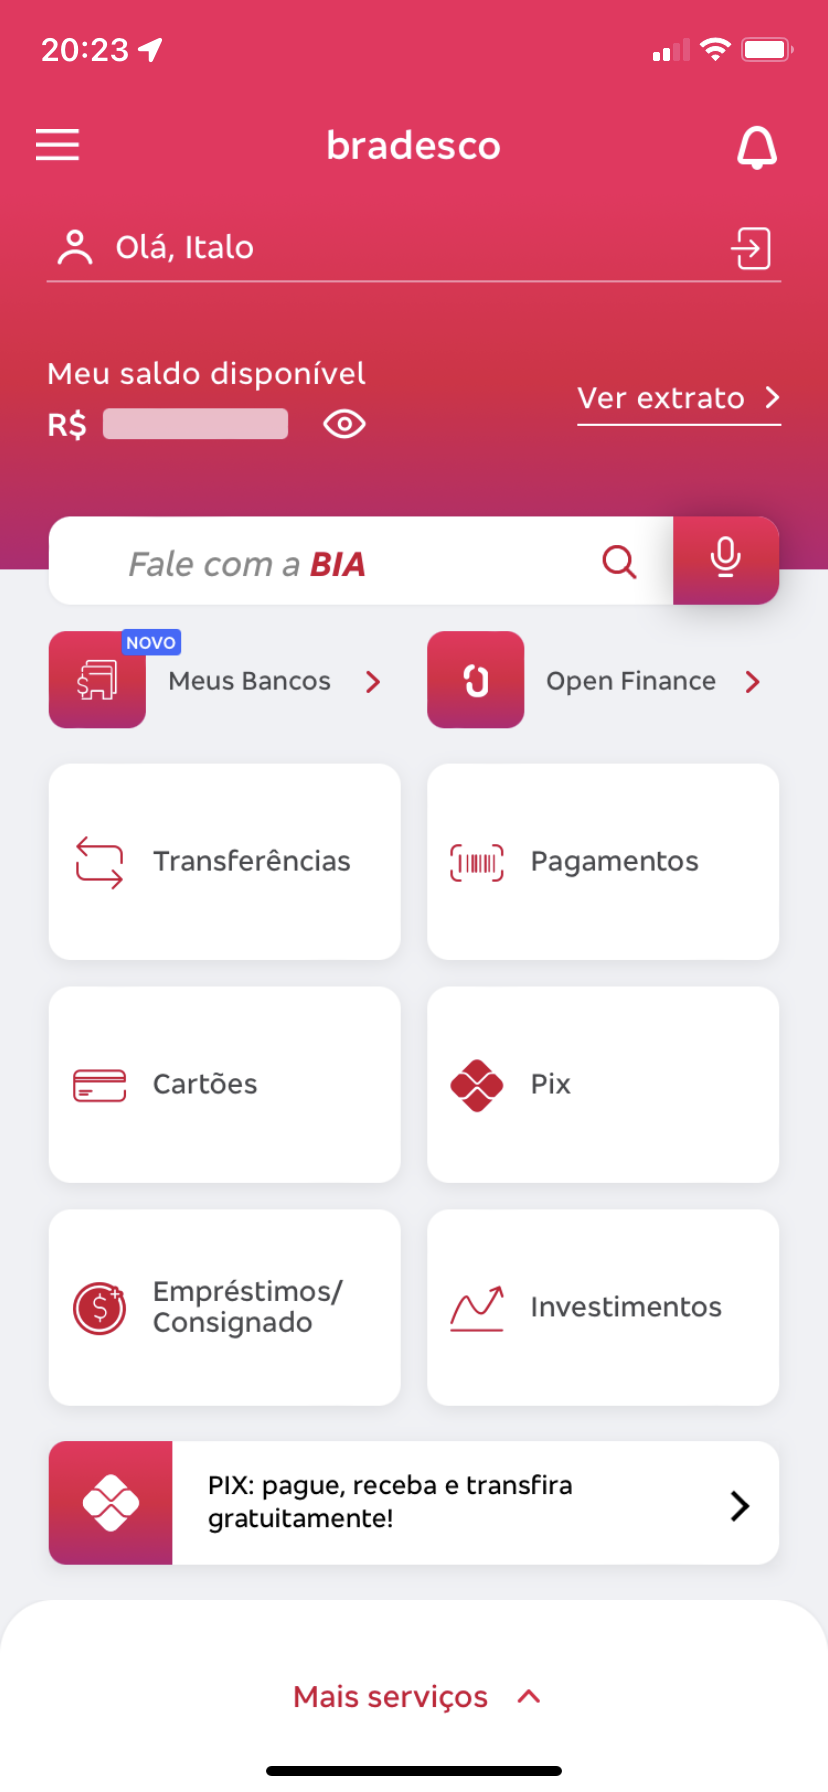 20:23
bradesco
Olá, Italo
Meu saldo disponível
R$
Ver extrato
Fale com a BIA
NOVO
Meus Bancos
Open Finance
Transferências
Pagamentos
Cartões
Pix
Empréstimos/
Consignado
Investimentos
PIX: pague, receba e transfira
gratuitamente!
Mais serviços